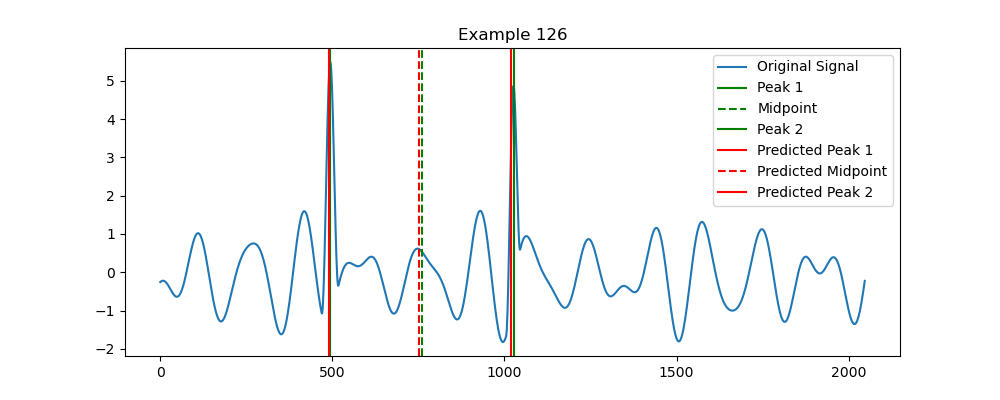 Example 126
Original Signal
Peak 1
Midpoint
Peak 2
Predicted Peak 1
Predicted Midpoint
Predicted Peak 2
5
4
3
2
1
0
−1
−2
0 500 1000 1500 2000